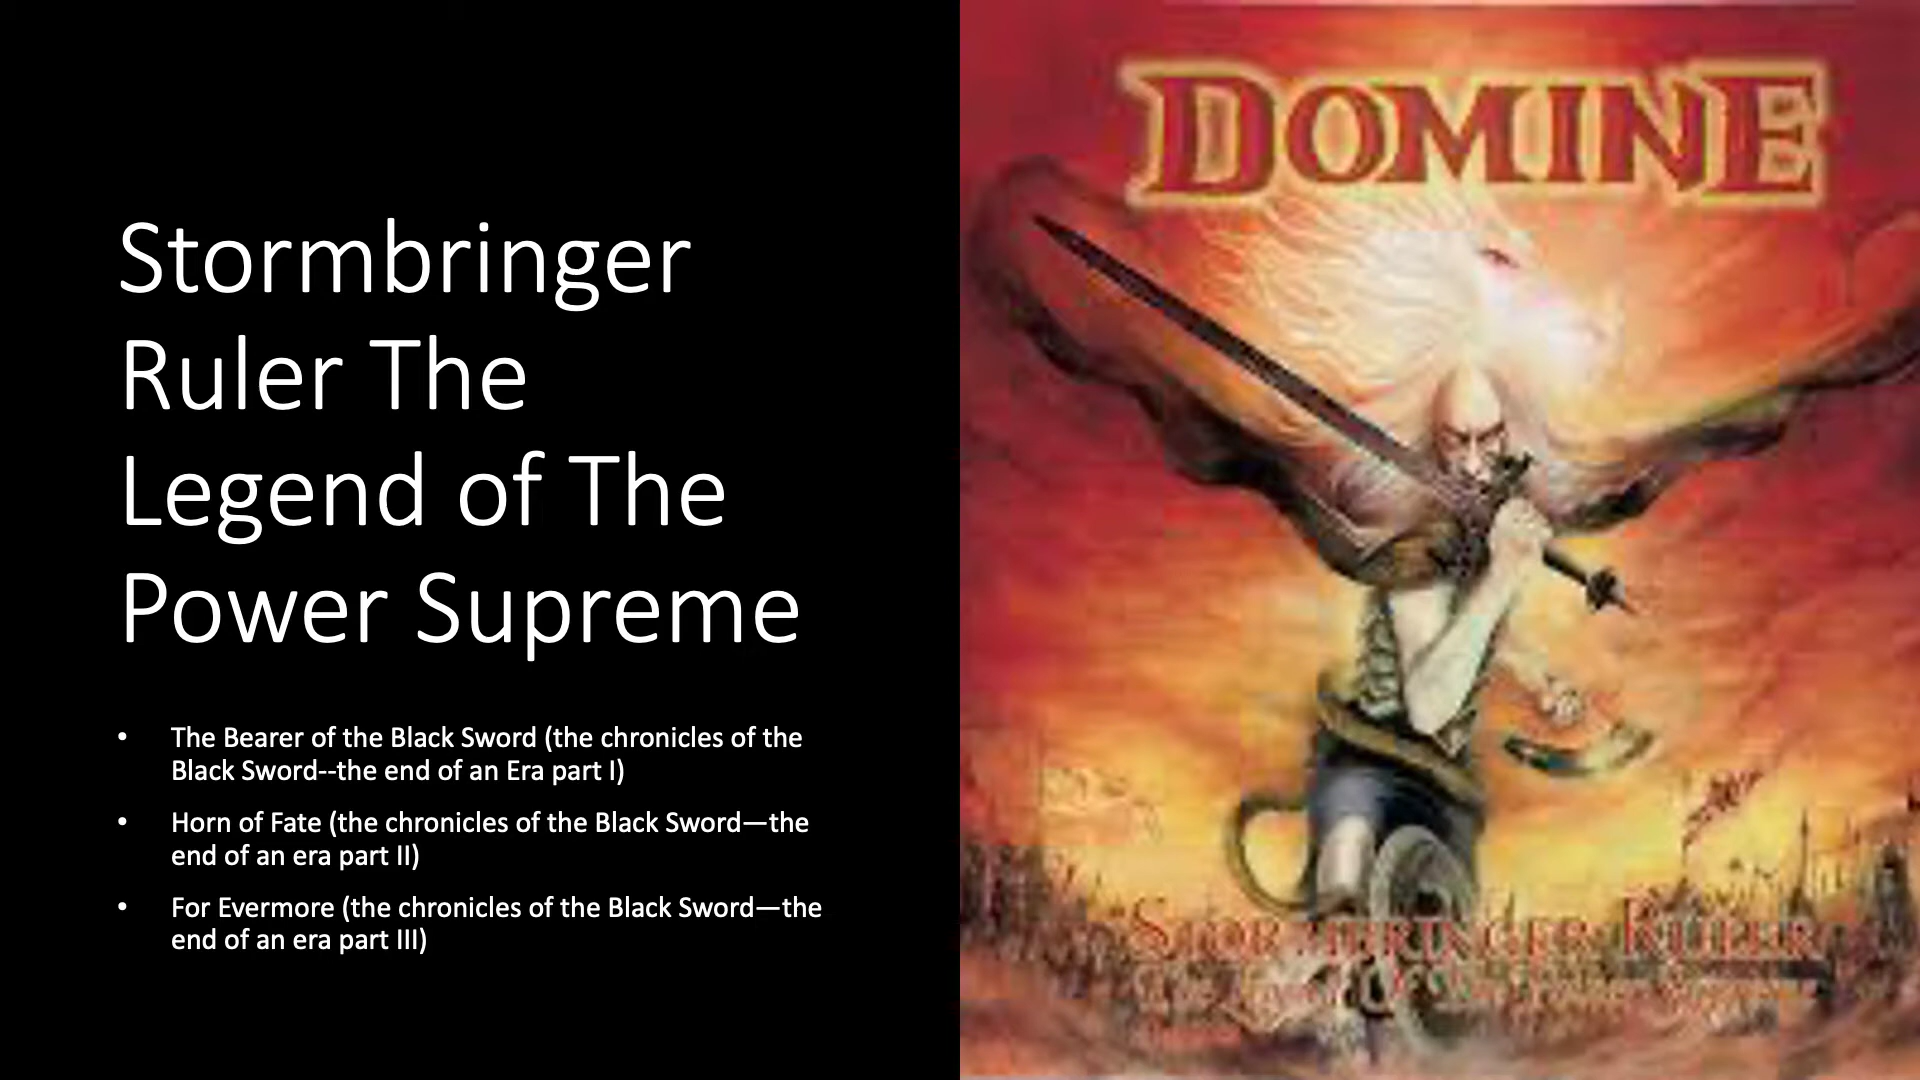 Stormbringer
Ruler The
Legend of The
Power Supreme
• The Bearer of the Black Sword (the chronicles of the
Black Sword--the end of an Era part I)
• Horn of Fate (the chronicles of the Black Sword—the
end of an era part II)
• For Evermore (the chronicles of the Black Sword—the
end of an era part III)
DOMINE
STORMBRINGER RULER